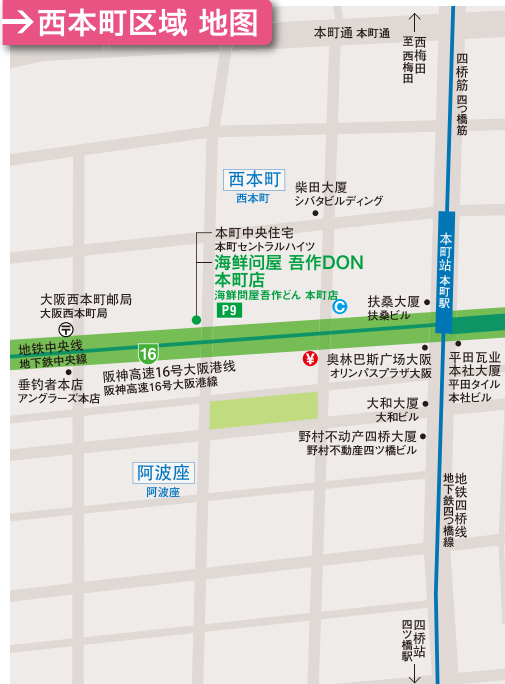 西本町区域 地图
本町通 本町通
西梅田
至 西梅田
四桥筋 四つ橋筋
西本町
西本町
柴田大厦
シバタビルディング
本町中央住宅
本町セントラルハイツ
海鮮问屋 吾作DON
本町店
海鮮問屋吾作どん 本町店
P9
本町站 本町駅
大阪西本町邮局
大阪西本町局
〒
C
扶桑大厦
扶桑ビル
地铁中央线
地下鉄中央線
16
阪神高速16号大阪港线
阪神高速16号大阪港線
垂钓者本店
アングラーズ本店
¥
奥林巴斯广场大阪
オリンパスプラザ大阪
平田瓦业
本社大厦
平田タイル
本社ビル
大和大厦
大和ビル
野村不动产四桥大厦
野村不動産四ツ橋ビル
阿波座
阿波座
地铁四桥线
地下鉄四つ橋線
四桥站
四ツ橋駅